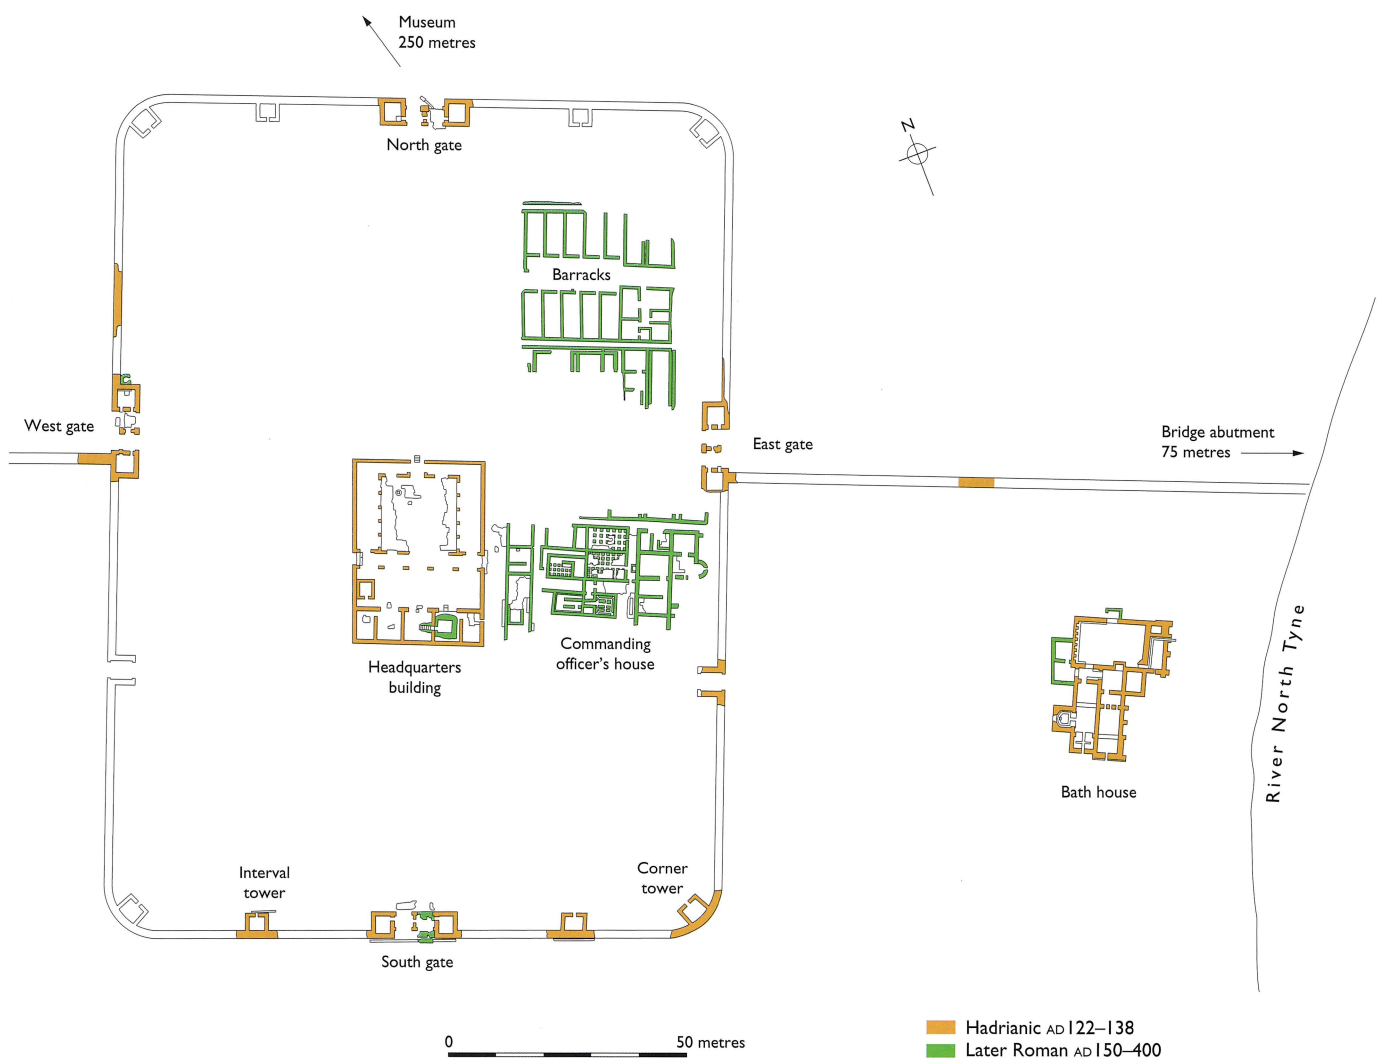 Museum
250 metres
North gate
N
Barracks
West gate
East gate
Bridge abutment
75 metres
Commanding
officer's house
Headquarters
building
River North Tyne
Bath house
Interval
tower
Corner
tower
South gate
0
50 metres
Hadrianic AD 122–138
Later Roman AD 150–400